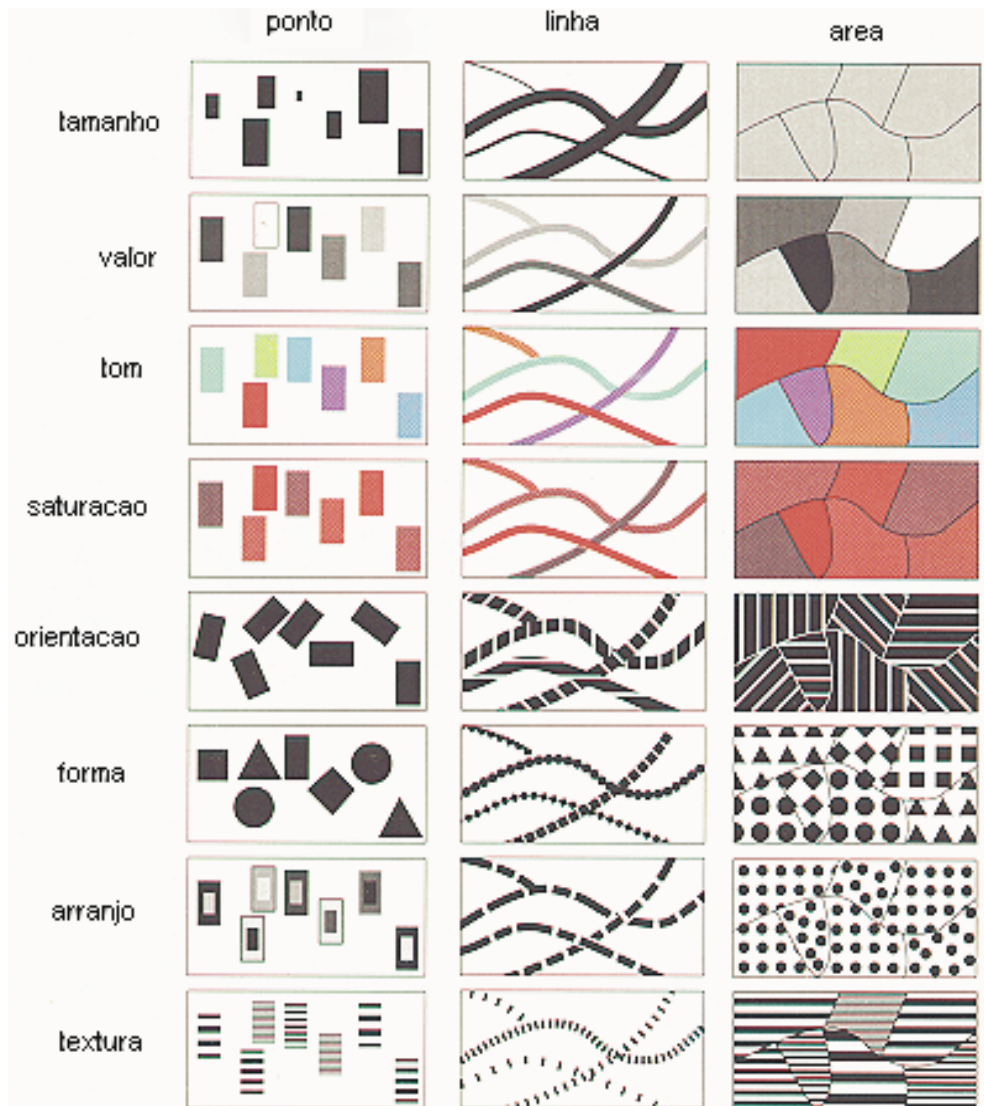 ponto linha area
tamanho
valor
tom
saturacao
orientacao
forma
arranjo
textura